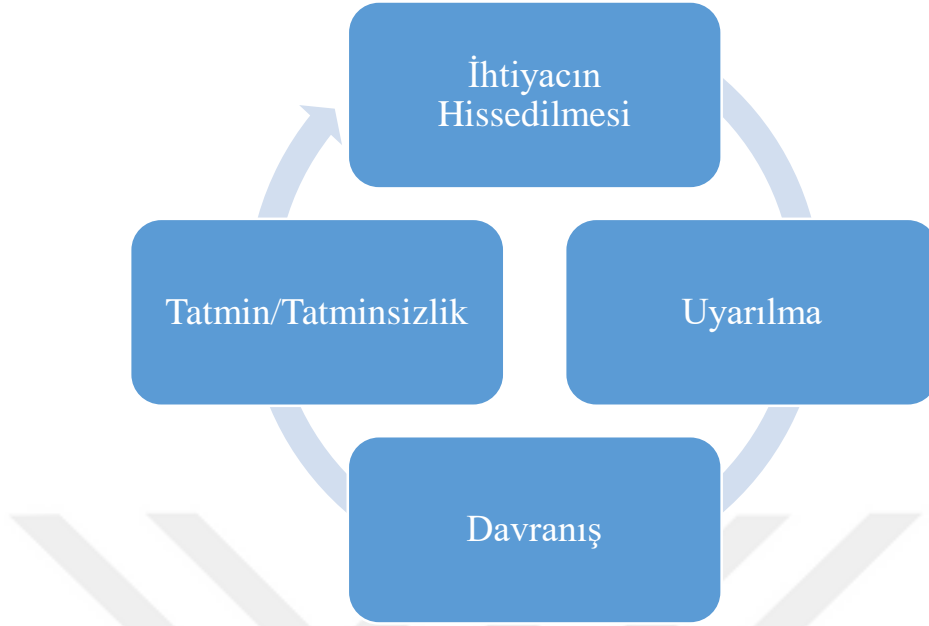 İhtiyacın
Hissedilmesi
Uyarılma
Davranış
Tatmin/Tatminsizlik